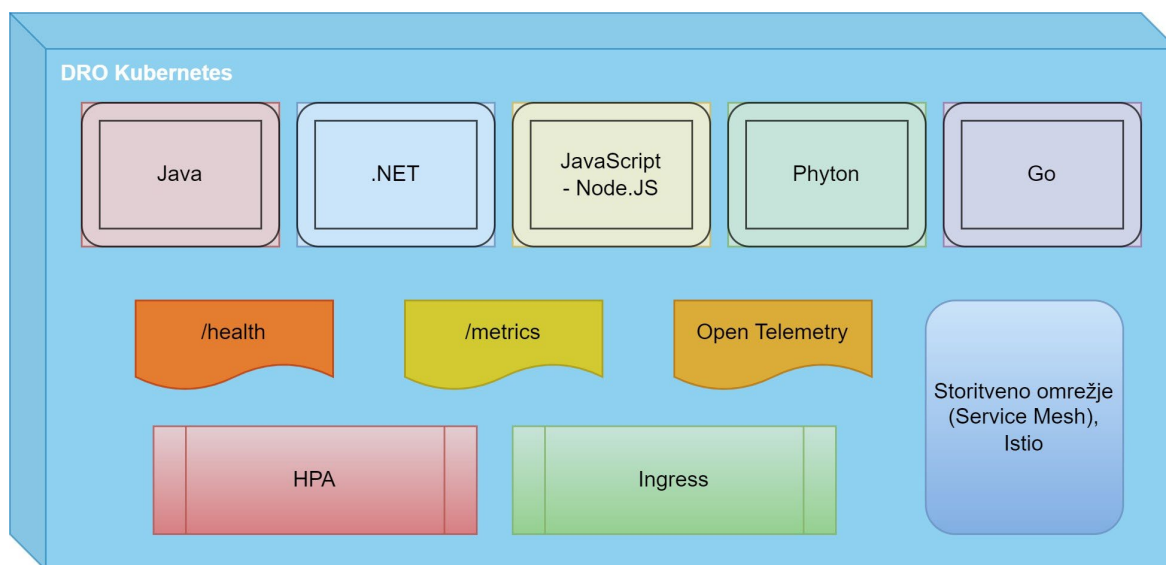 DRO Kubernetes
Java
.NET
JavaScript
- Node.JS
Phyton
Go
/health
/metrics
Open Telemetry
Storitveno omrežje
(Service Mesh),
Istio
HPA
Ingress